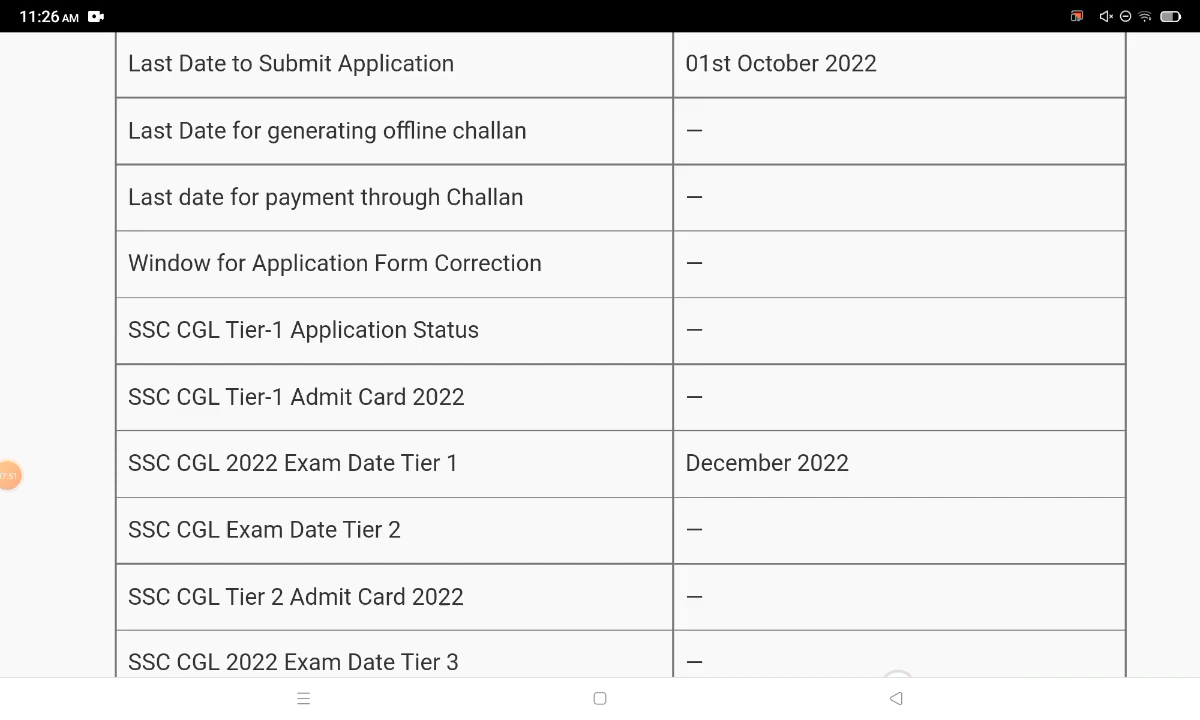 11:26 AM
Last Date to Submit Application 01st October 2022
Last Date for generating offline challan —
Last date for payment through Challan —
Window for Application Form Correction —
SSC CGL Tier-1 Application Status —
SSC CGL Tier-1 Admit Card 2022 —
SSC CGL 2022 Exam Date Tier 1 December 2022
SSC CGL Exam Date Tier 2 —
SSC CGL Tier 2 Admit Card 2022 —
SSC CGL 2022 Exam Date Tier 3 —